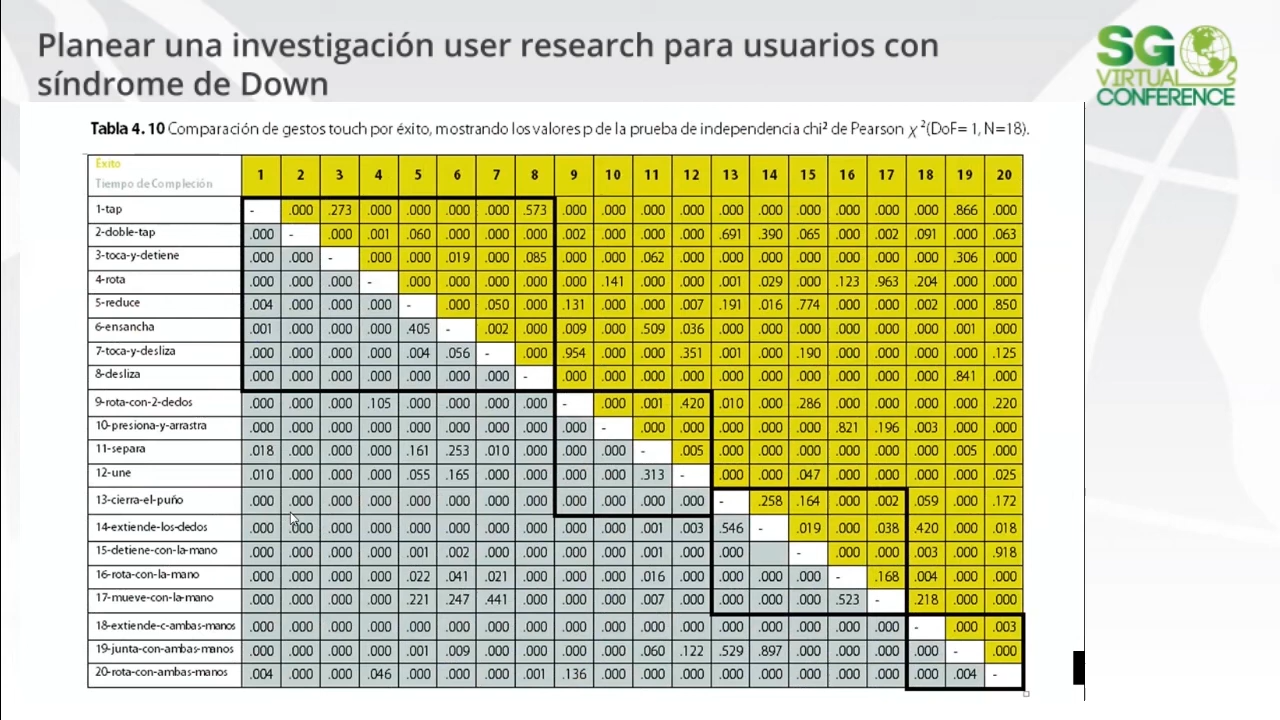 Planear una investigación user research para usuarios con
síndrome de Down
SG
VIRTUAL
CONFERENCE
Tabla 4.10 Comparación de gestos touch por éxito, mostrando los valores p de la prueba de independencia chi² de Pearson χ²(DoF= 1, N=18).
Éxito
Tiempo de Compleción
1 2 3 4 5 6 7 8 9 10 11 12 13 14 15 16 17 18 19 20
1-tap - .000 .273 .000 .000 .000 .000 .573 .000 .000 .000 .000 .000 .000 .000 .000 .000 .000 .866 .000
2-doble-tap .000 - .000 .001 .060 .000 .000 .000 .002 .000 .000 .000 .691 .390 .065 .000 .002 .091 .000 .063
3-toca-y-detiene .000 .000 - .000 .000 .019 .000 .085 .000 .000 .062 .000 .000 .000 .000 .000 .000 .000 .306 .000
4-rota .000 .000 .000 - .000 .000 .000 .000 .000 .141 .000 .000 .001 .029 .000 .123 .963 .204 .000 .000
5-reduce .004 .000 .000 .000 - .000 .050 .000 .131 .000 .000 .007 .191 .016 .774 .000 .000 .002 .000 .850
6-ensancha .001 .000 .000 .000 .405 - .002 .000 .009 .000 .509 .036 .000 .000 .000 .000 .000 .000 .001 .000
7-toca-y-desliza .000 .000 .000 .000 .004 .056 - .000 .954 .000 .000 .351 .001 .000 .190 .000 .000 .000 .000 .125
8-desliza .000 .000 .000 .000 .000 .000 .000 - .000 .000 .000 .000 .000 .000 .000 .000 .000 .000 .841 .000
9-rota-con-2-dedos .000 .000 .000 .105 .000 .000 .000 .000 - .000 .001 .420 .010 .000 .286 .000 .000 .000 .000 .220
10-presiona-y-arrastra .000 .000 .000 .000 .000 .000 .000 .000 .000 - .000 .000 .000 .000 .000 .821 .196 .003 .000 .000
11-separa .018 .000 .000 .000 .161 .253 .010 .000 .000 .000 - .005 .000 .000 .000 .000 .000 .000 .005 .000
12-une .010 .000 .000 .000 .055 .165 .000 .000 .000 .000 .313 - .000 .000 .047 .000 .000 .000 .000 .025
13-cierra-el-puño .000 .000 .000 .000 .000 .000 .000 .000 .000 .000 .000 .000 - .258 .164 .000 .002 .059 .000 .172
14-extiende-los-dedos .000 .000 .000 .000 .000 .000 .000 .000 .000 .000 .001 .003 .546 - .019 .000 .038 .420 .000 .018
15-detiene-con-la-mano .000 .000 .000 .000 .001 .002 .000 .000 .000 .000 .001 .000 .000 - .000 .000 .003 .000 .918
16-rota-con-la-mano .000 .000 .000 .000 .022 .041 .021 .000 .000 .000 .016 .000 .000 .000 .000 - .168 .004 .000 .000
17-mueve-con-la-mano .000 .000 .000 .000 .221 .247 .441 .000 .000 .000 .007 .000 .000 .000 .000 .523 - .218 .000 .000
18-extiende-c-ambas-manos .000 .000 .000 .000 .000 .000 .000 .000 .000 .000 .000 .000 .000 .000 .000 .000 .000 - .000 .003
19-junta-con-ambas-manos .000 .000 .000 .000 .001 .009 .000 .000 .000 .000 .060 .122 .529 .897 .000 .000 .000 .000 - .000
20-rota-con-ambas-manos .004 .000 .000 .046 .000 .000 .000 .001 .136 .000 .000 .000 .000 .000 .000 .000 .000 .000 .004 -